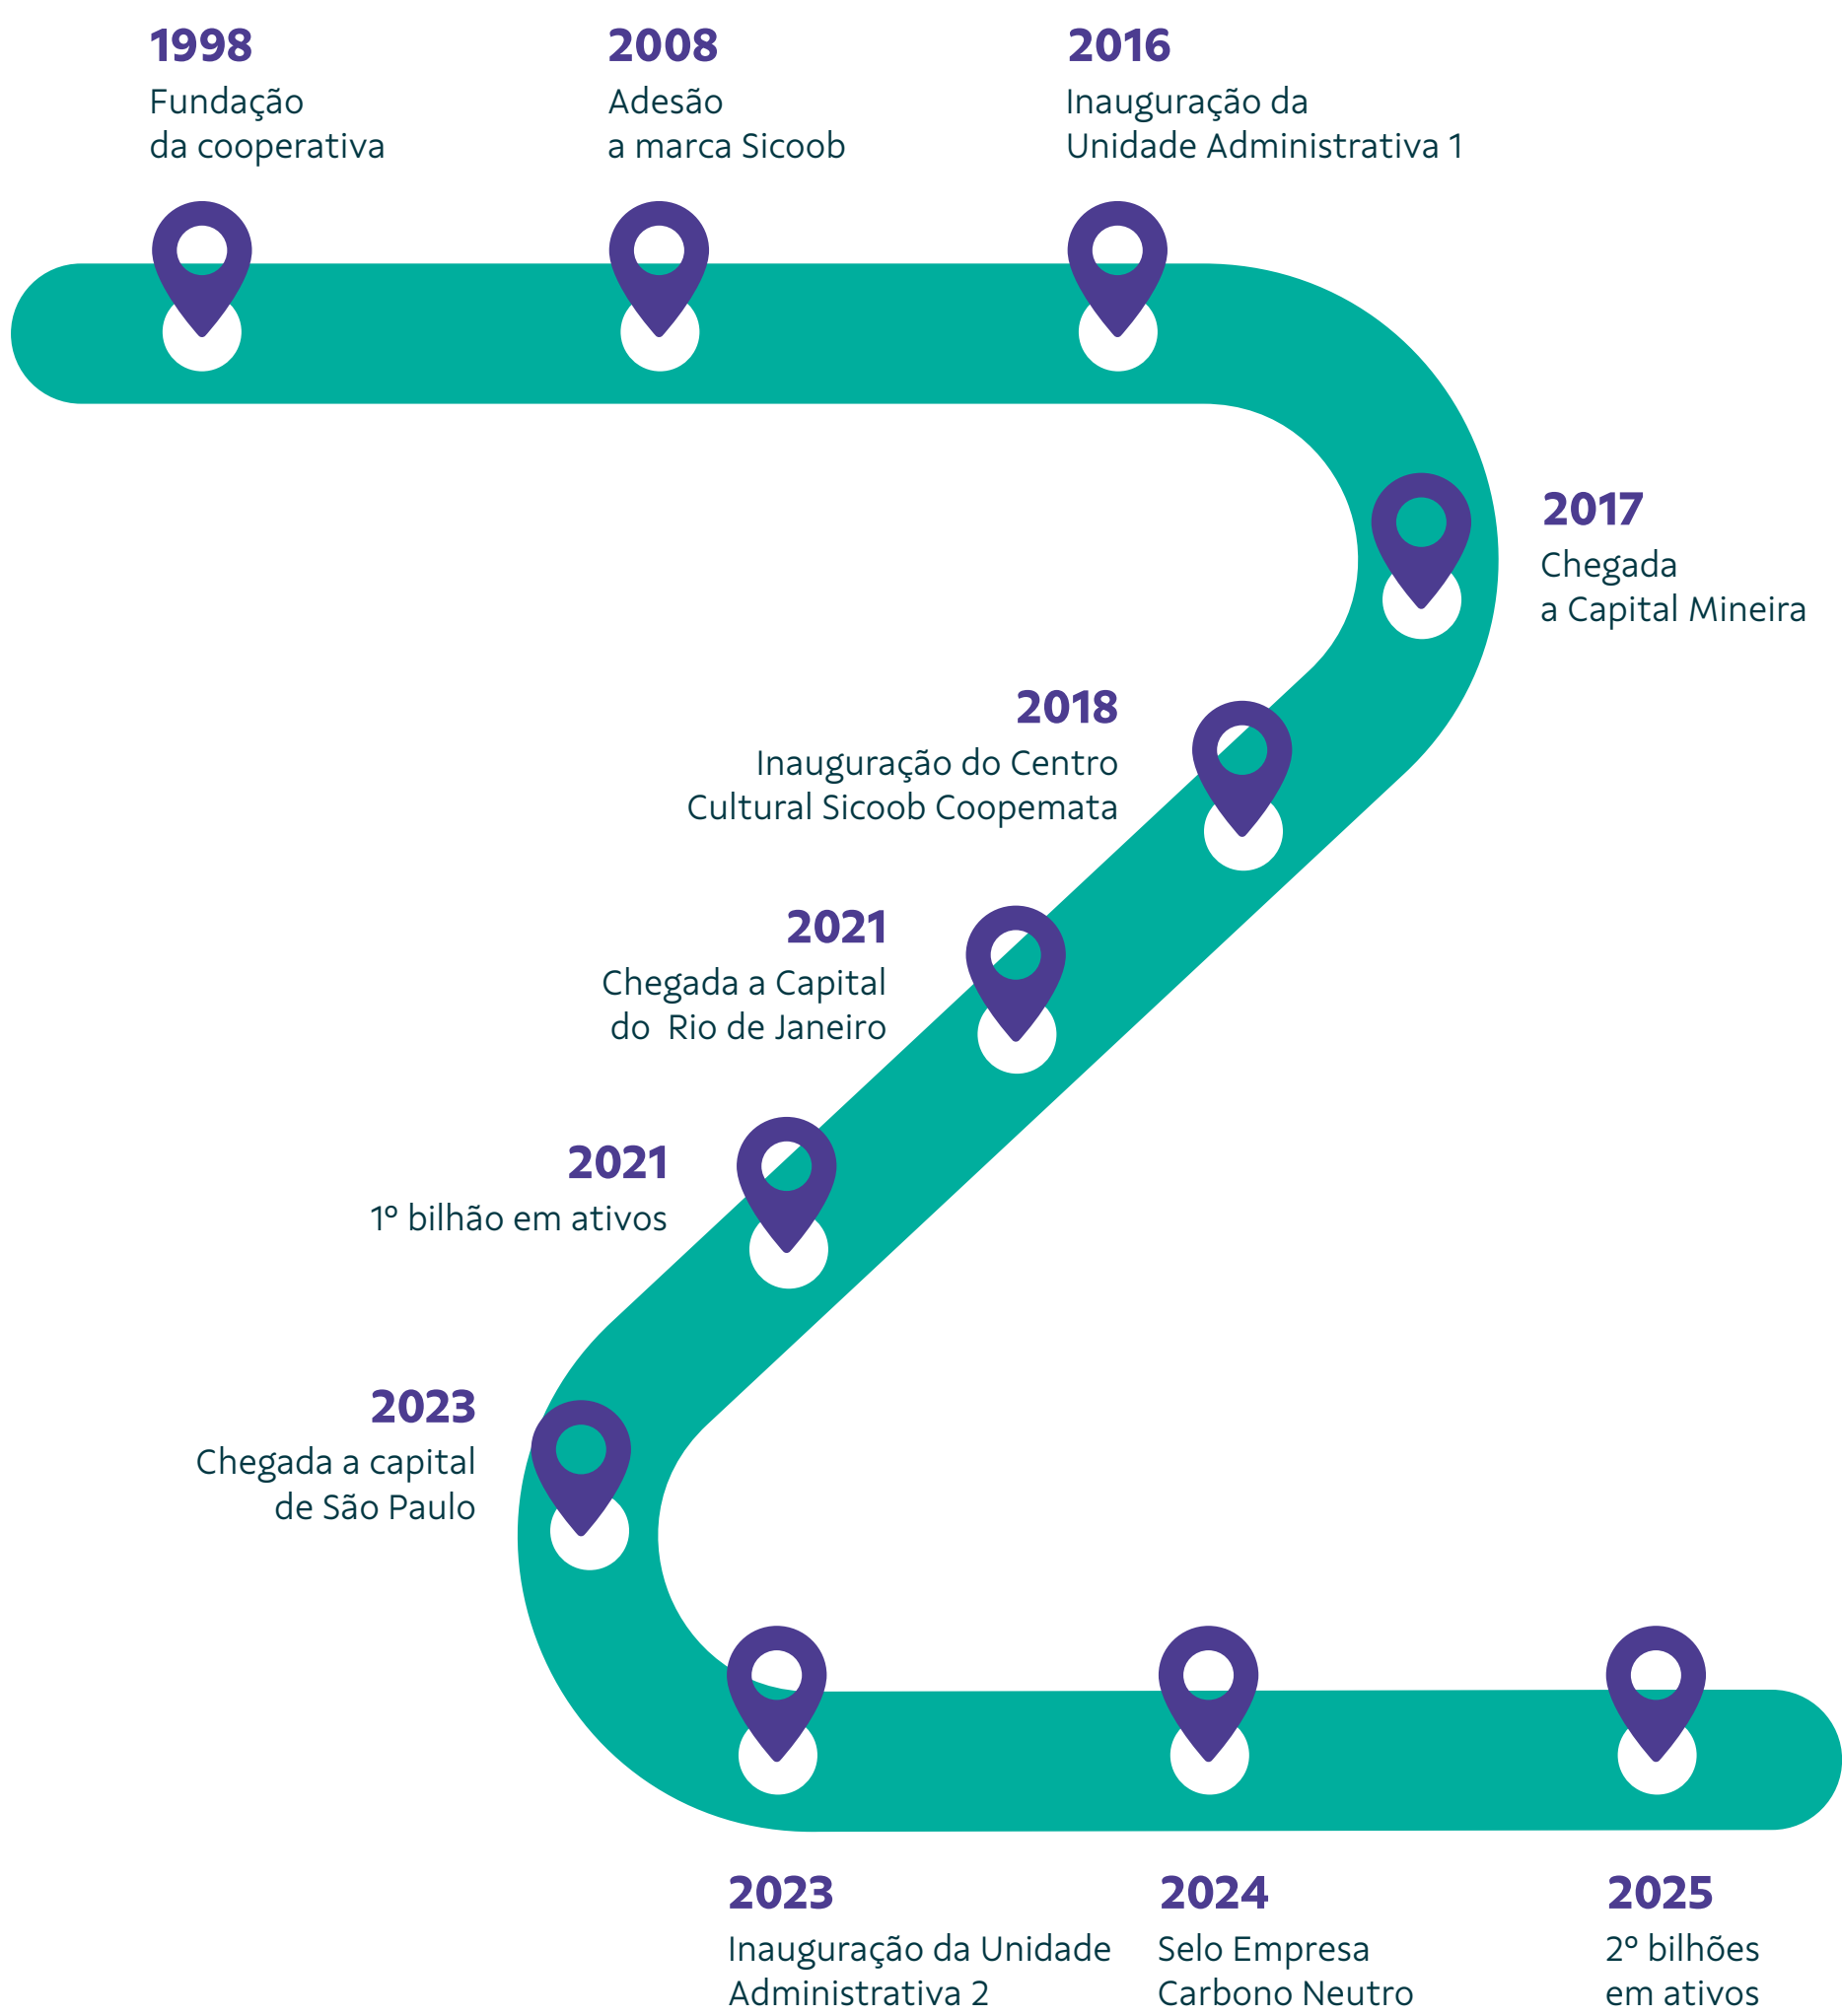 1998
Fundação
da cooperativa
2008
Adesão
a marca Sicoob
2016
Inauguração da
Unidade Administrativa 1
2017
Chegada
a Capital Mineira
2018
Inauguração do Centro
Cultural Sicoob Coopemata
2021
Chegada a Capital
do  Rio de Janeiro
2021
1º bilhão em ativos
2023
Chegada a capital
de São Paulo
2023
Inauguração da Unidade
Administrativa 2
2024
Selo Empresa
Carbono Neutro
2025
2º bilhões
em ativos